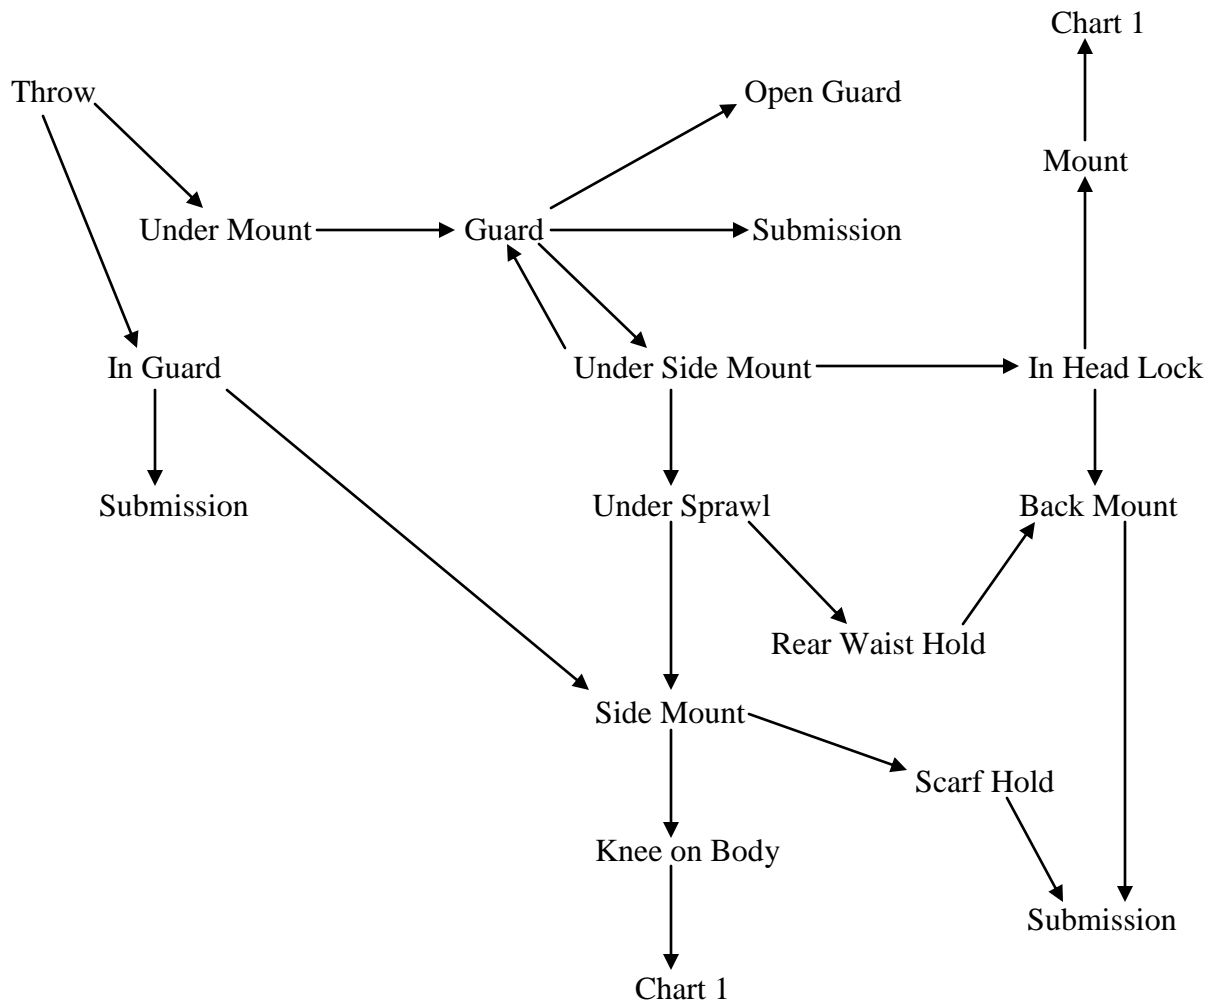 Chart 1
Throw
Open Guard
Mount
Under Mount
Guard
Submission
In Guard
Under Side Mount
In Head Lock
Submission
Under Sprawl
Back Mount
Rear Waist Hold
Side Mount
Scarf Hold
Knee on Body
Submission
Chart 1